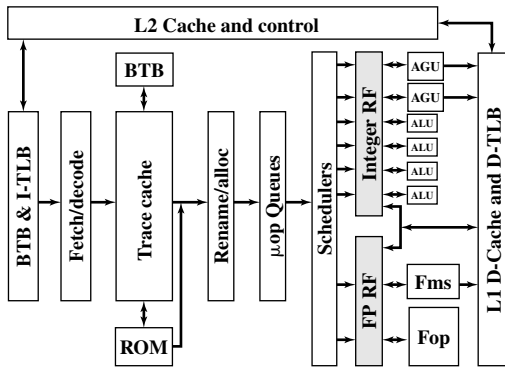 L2 Cache and control
BTB
BTB & I-TLB
Fetch/decode
Trace cache
ROM
Rename/alloc
µop Queues
Schedulers
Integer RF
FP RF
AGU
AGU
ALU
ALU
ALU
ALU
Fms
Fop
L1 D-Cache and D-TLB